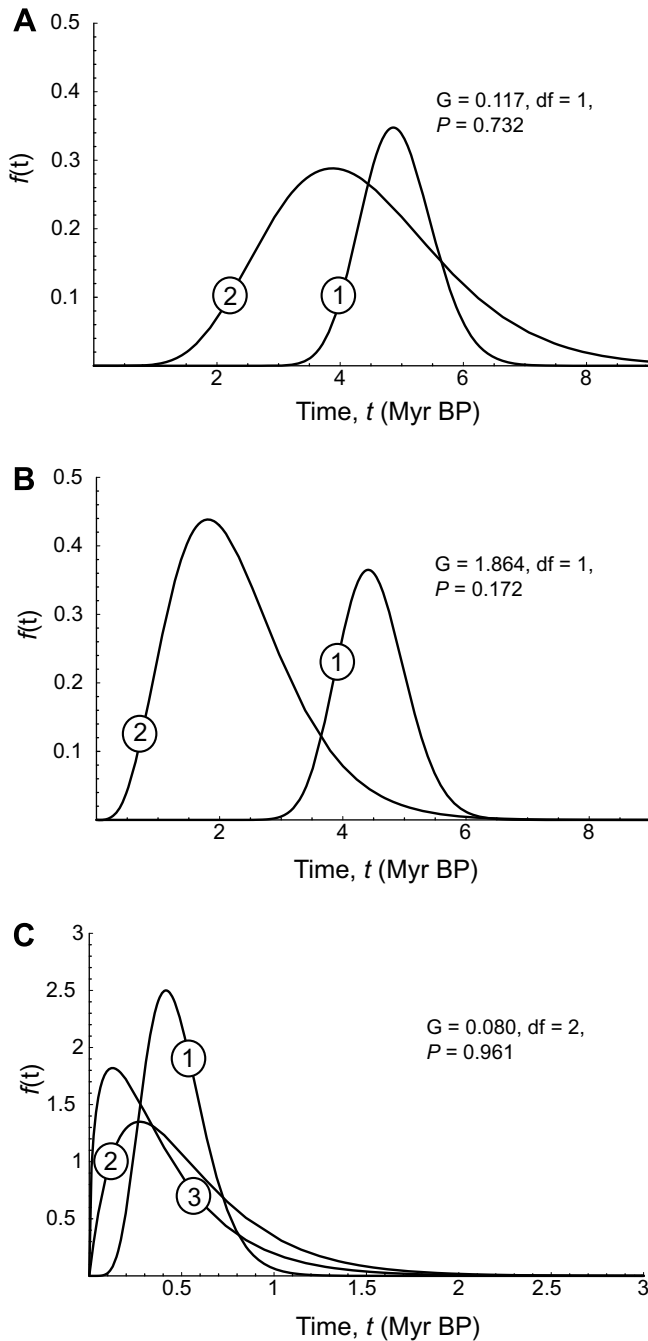 A
0.5
0.4
0.3
0.2
0.1
f(t)
G = 0.117, df = 1,
P = 0.732
2
1
2 4 6 8
Time, t (Myr BP)
B
0.5
0.4
0.3
0.2
0.1
f(t)
G = 1.864, df = 1,
P = 0.172
1
2
2 4 6 8
Time, t (Myr BP)
C
3
2.5
2
1.5
1
0.5
f(t)
G = 0.080, df = 2,
P = 0.961
1
2
3
0.5 1 1.5 2 2.5 3
Time, t (Myr BP)